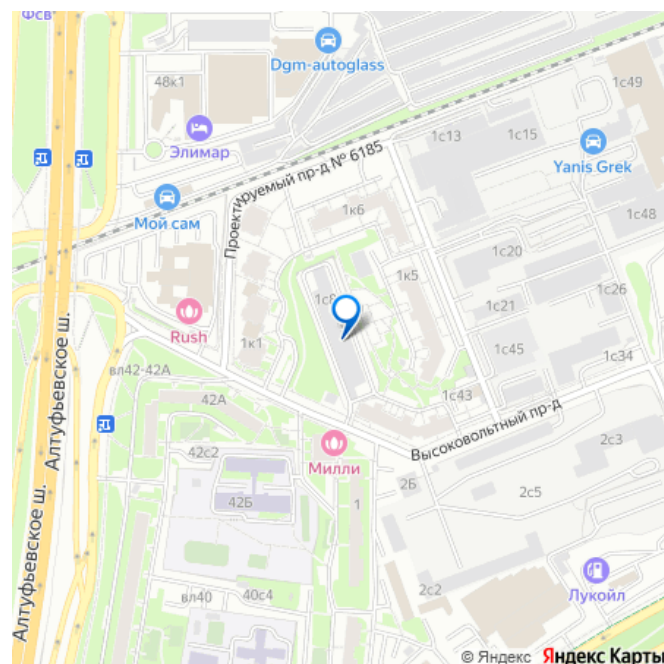 Фсв
48к1
Dgm-autoglass
Элимар
Мой сам
Проектируемый пр-д № 6185
1с13
1с15
1с49
Yanis Grek
1к6
1с48
1с20
1к5
1с26
1с21
Rush
1к1
1с45
1с34
вл42-42А
42А
1с43
Высоковольтный пр-д
Алтуфьевское ш.
Милли
42с2
42Б
2Б
2с3
2с5
1
Алтуфьевское ш.
2с2
Лукойл
вл40
40с4
© Яндекс Яндекс Карты